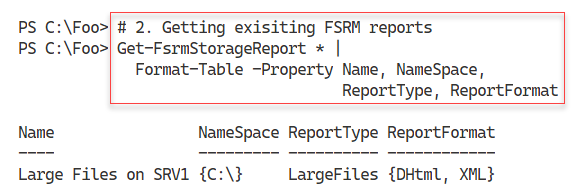 PS C:\Foo> # 2. Getting exisiting FSRM reports
PS C:\Foo> Get-FsrmStorageReport * |
Format-Table -Property Name, NameSpace,
ReportType, ReportFormat
Name NameSpace ReportType ReportFormat
---- --------- ---------- ------------
Large Files on SRV1 {C:\} LargeFiles {DHtml, XML}